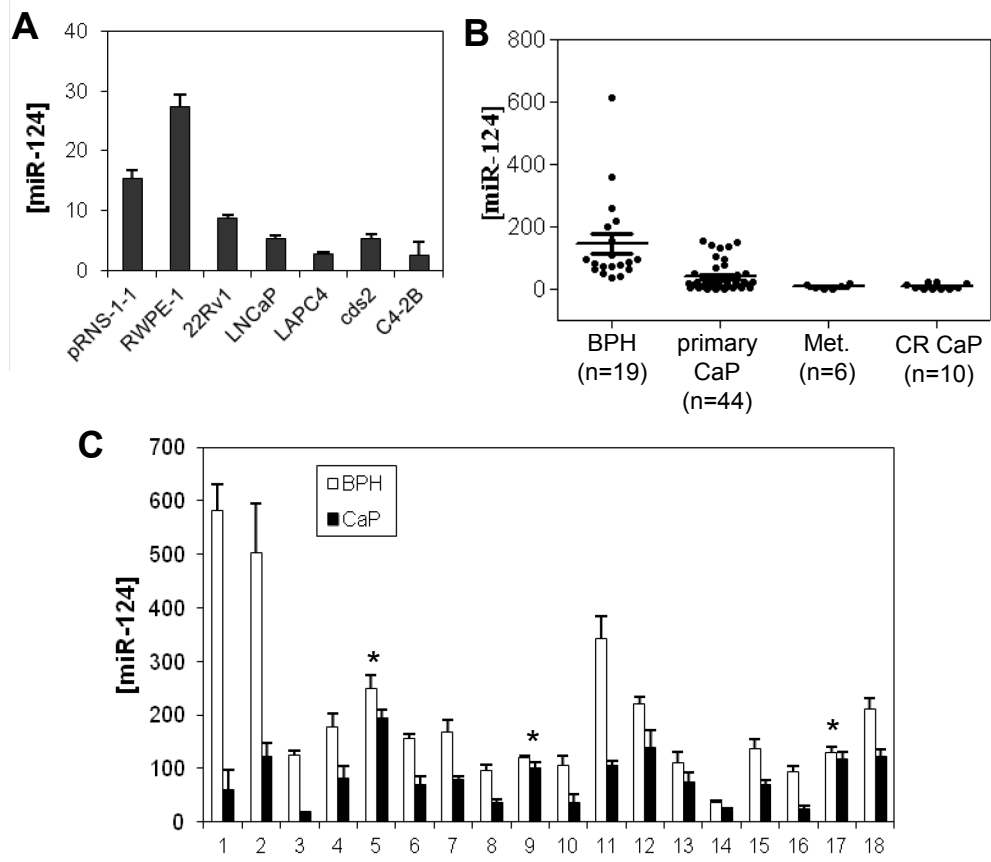 A
[miR-124]
40
30
20
10
0
pRNS-1-1
RWPE-1
22Rv1
LNCaP
LAPC4
cds2
C4-2B
B
[miR-124]
800
600
400
200
0
BPH
(n=19)
primary
CaP
(n=44)
Met.
(n=6)
CR CaP
(n=10)
C
[miR-124]
700
600
500
400
300
200
100
0
BPH
CaP
* * *
1 2 3 4 5 6 7 8 9 10 11 12 13 14 15 16 17 18